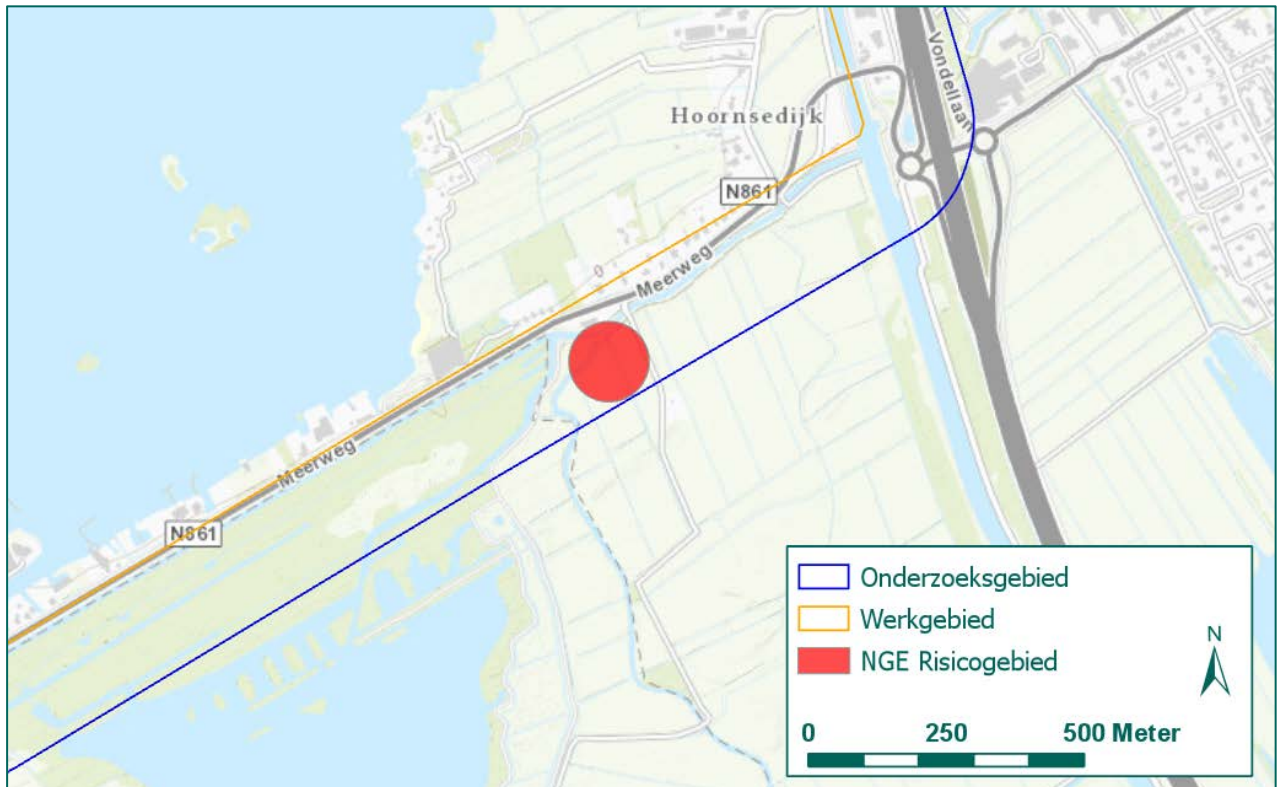 Vondellaan
Hoornsedijk
N861
Meerweg
Meerweg
N861
Onderzoeksgebied
Werkgebied
NGE Risicogebied
N
0 250 500 Meter